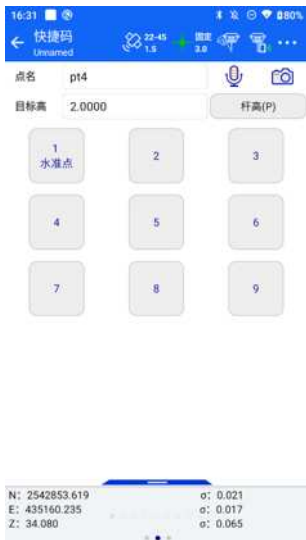 16:31 80%
快捷码 22-45 固定
Unnamed 1.5 3.0
点名 pt4
目标高 2.0000 杆高(P)
1 2 3
水准点
4 5 6
7 8 9
N: 2542853.619 σ: 0.021
E: 435160.235 σ: 0.017
Z: 34.080 σ: 0.065